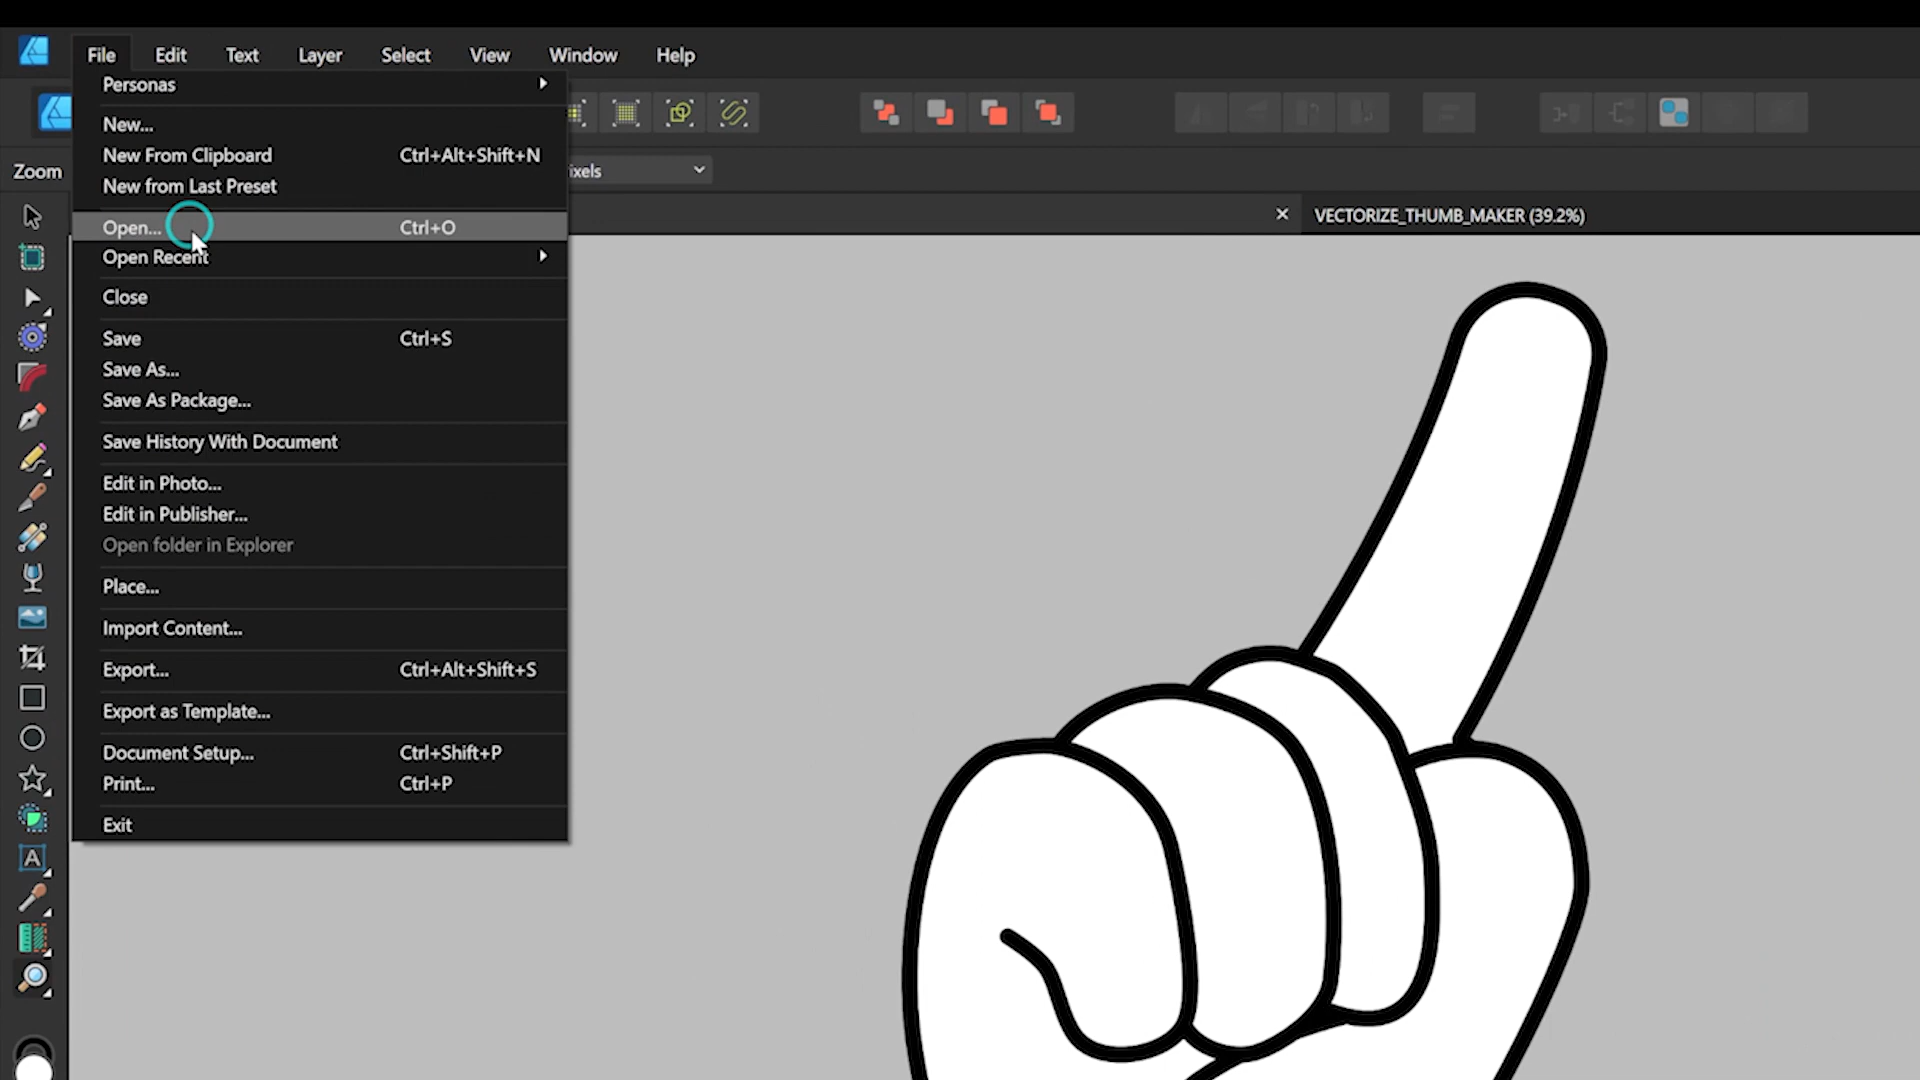 File Edit Text Layer Select View Window Help
Personas
New...
New From Clipboard Ctrl+Alt+Shift+N
New from Last Preset
ixels
Zoom
× VECTORIZE_THUMB_MAKER (39.2%)
Open... Ctrl+O
Open Recent
Close
Save Ctrl+S
Save As...
Save As Package...
Save History With Document
Edit in Photo...
Edit in Publisher...
Open folder in Explorer
Place...
Import Content...
Export... Ctrl+Alt+Shift+S
Export as Template...
Document Setup... Ctrl+Shift+P
Print... Ctrl+P
Exit
A